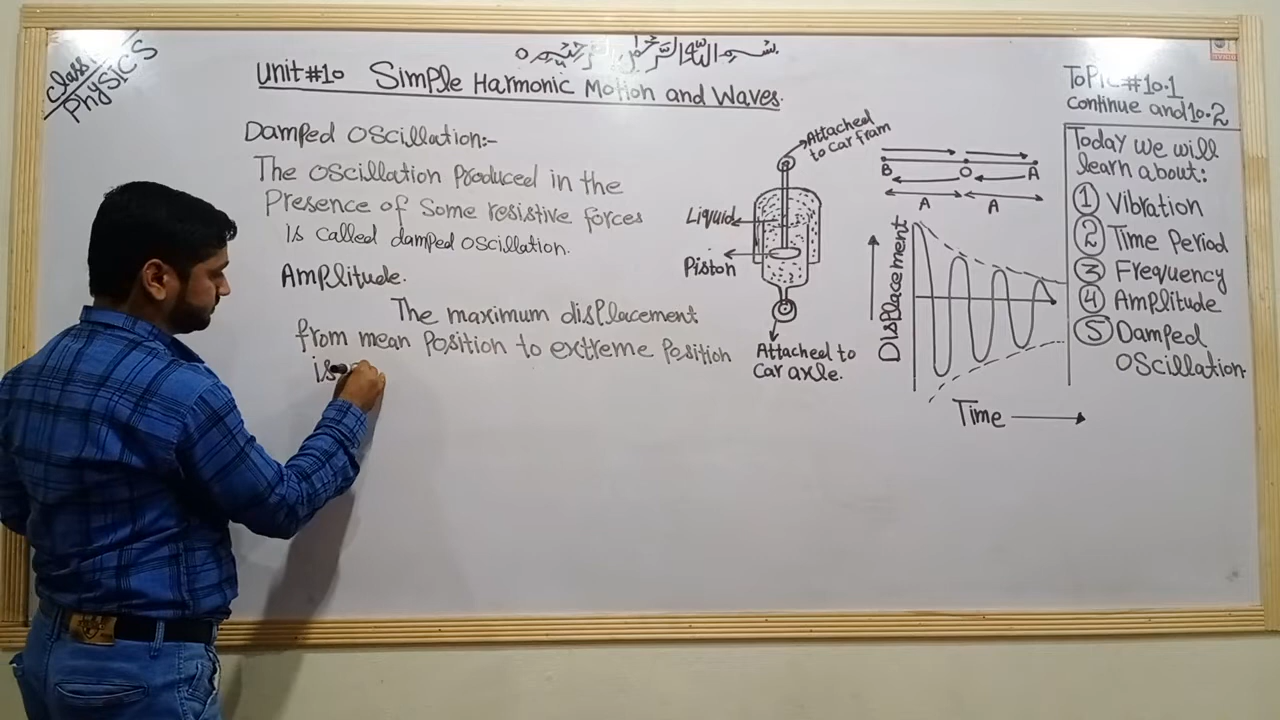 Class
Physics
بسم الله الرحمن الرحيم
Unit #10 Simple Harmonic Motion and Waves.
Topic #10.1
continue and 10.2
Damped Oscillation:-
The Oscillation Produced in the
Presence of Some resistive forces
Is called damped oscillation.
Amplitude.
The maximum displacement
from mean Position to extreme Position
is
Attached
to car fram
Liquid
Piston
Attached to
Car axle.
B O A
A A
Displacement
Time
Today we will
learn about:
① Vibration
② Time Period
③ Frequency
④ Amplitude
⑤ Damped
Oscillation.